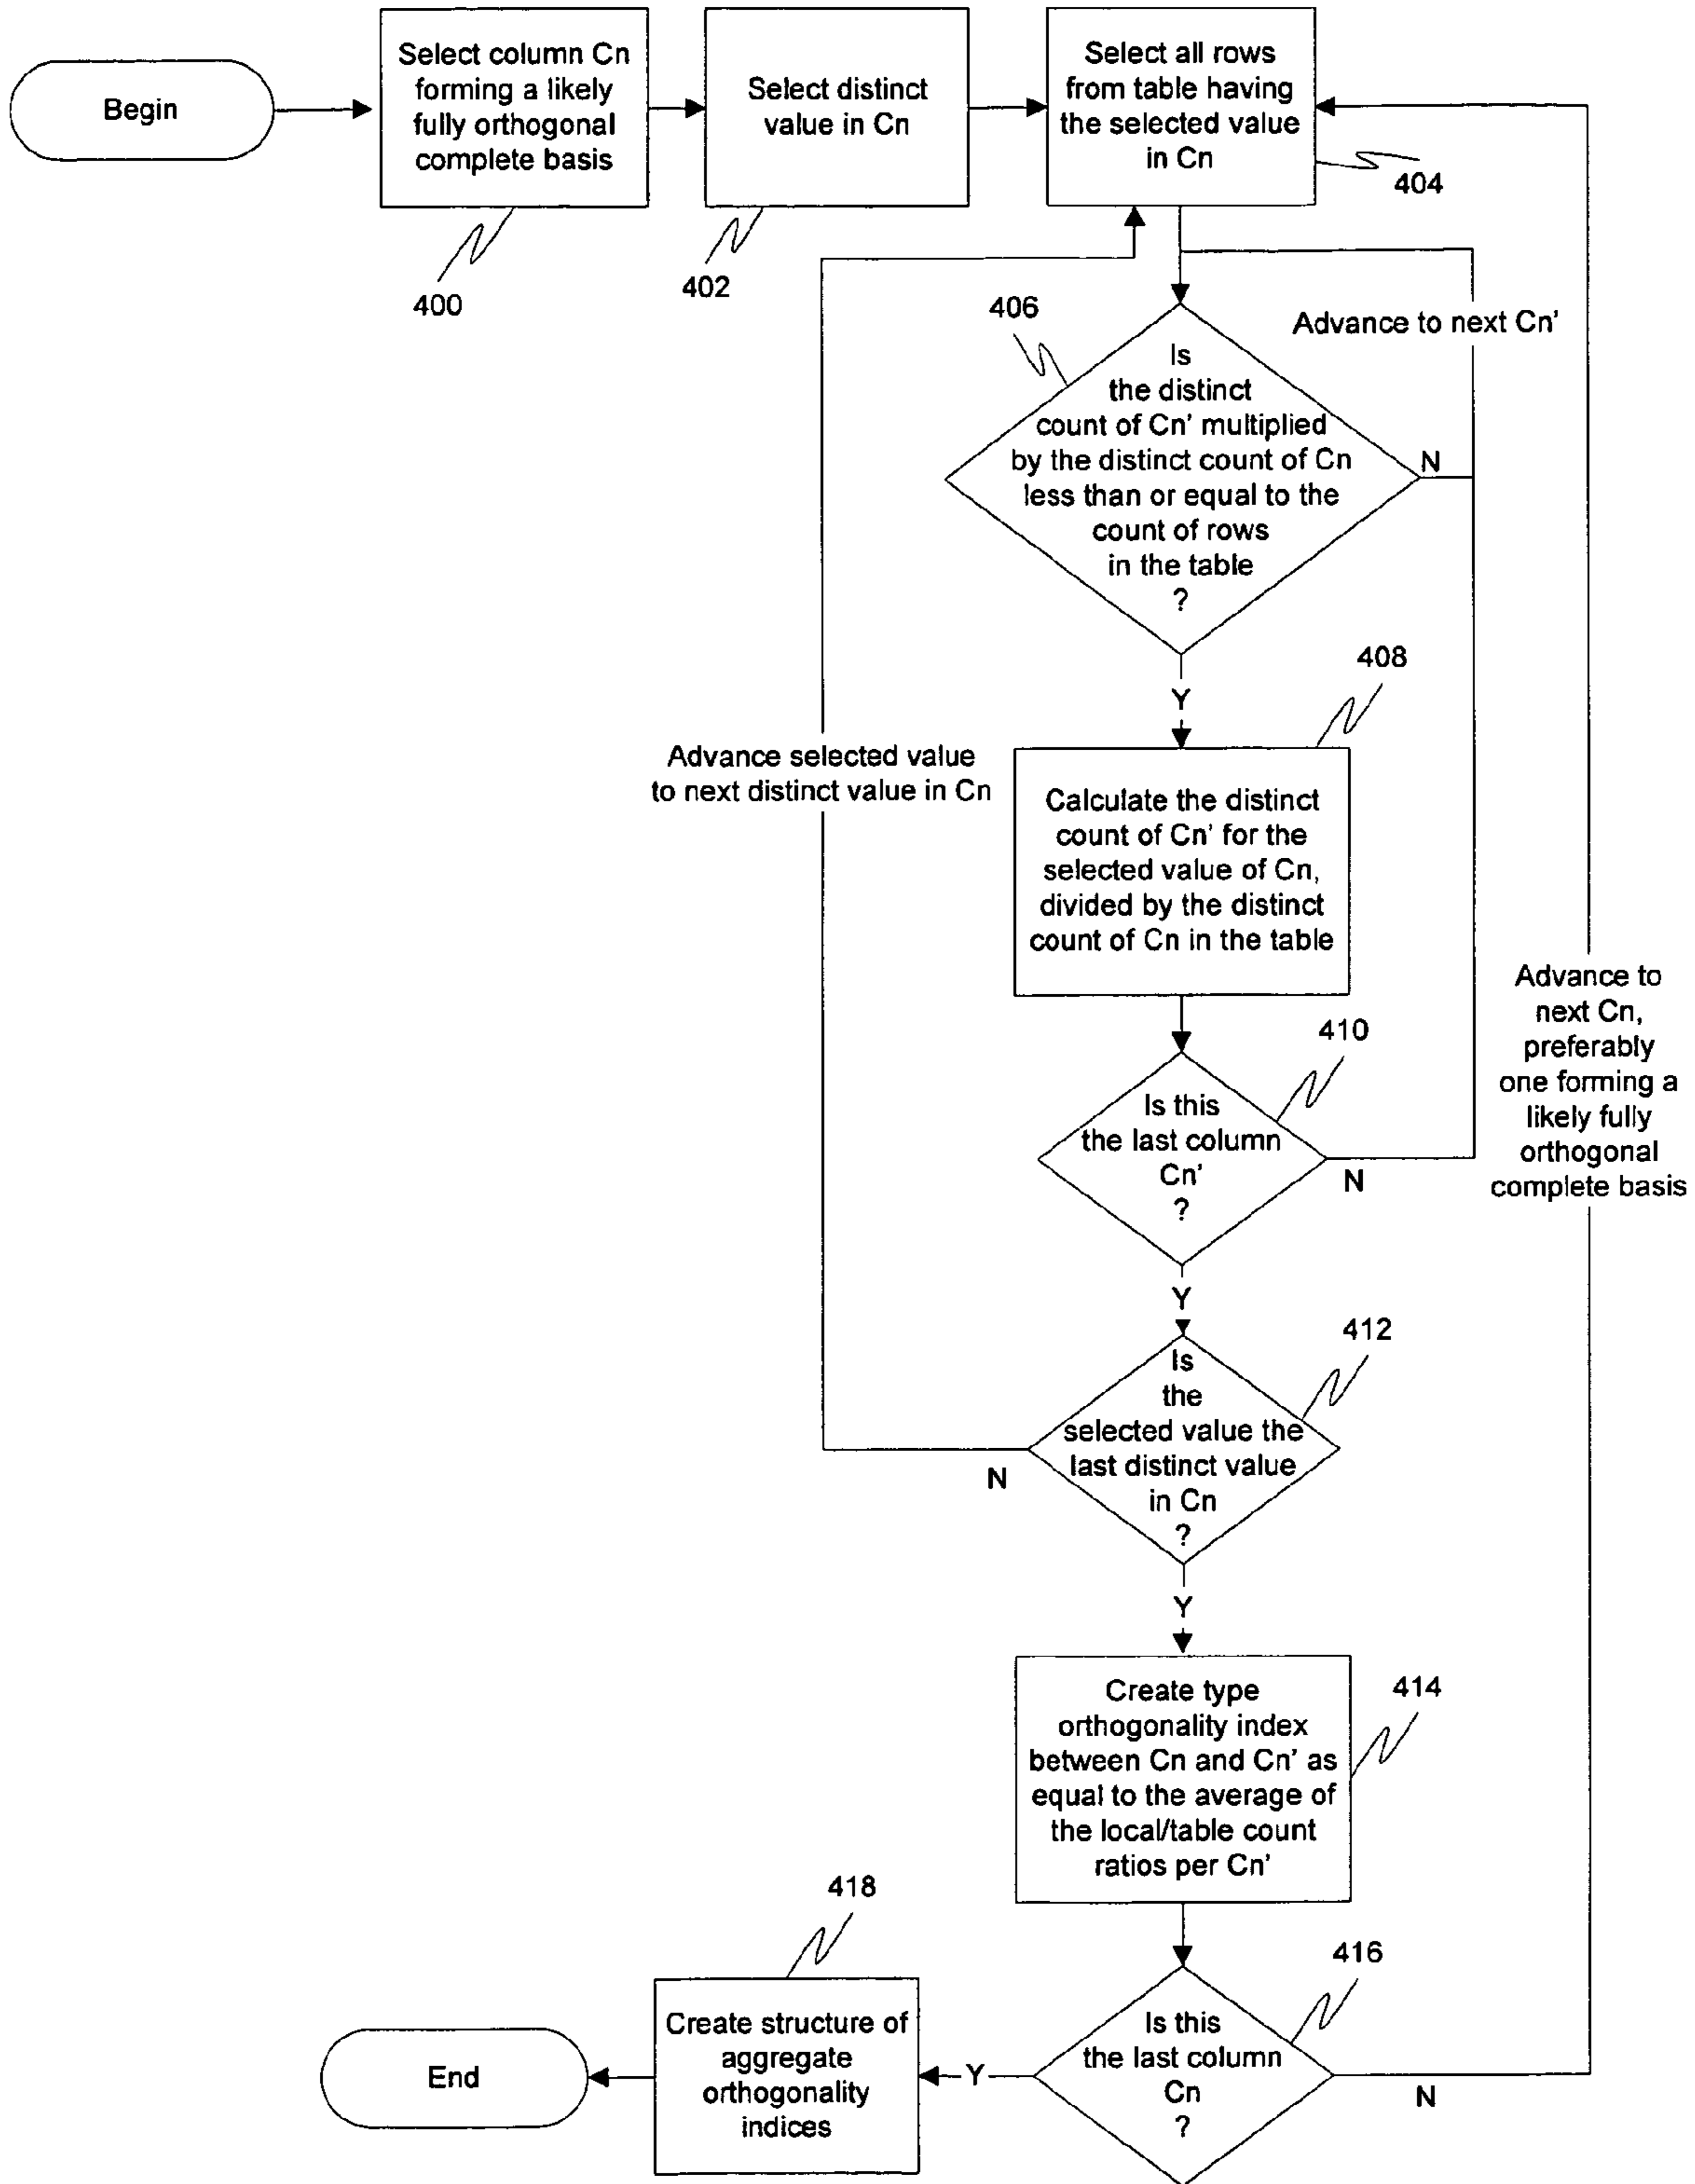 Begin
Select column Cn
forming a likely
fully orthogonal
complete basis
400
Select distinct
value in Cn
402
Select all rows
from table having
the selected value
in Cn
404
406
Advance to next Cn'
Is
the distinct
count of Cn' multiplied
by the distinct count of Cn
less than or equal to the
count of rows
in the table
?
N
Y
408
Advance selected value
to next distinct value in Cn
Calculate the distinct
count of Cn' for the
selected value of Cn,
divided by the distinct
count of Cn in the table
Advance to
next Cn,
preferably
one forming a
likely fully
orthogonal
complete basis
410
Is this
the last column
Cn'
?
N
Y
412
Is
the
selected value the
last distinct value
in Cn
?
N
Y
414
Create type
orthogonality index
between Cn and Cn' as
equal to the average of
the local/table count
ratios per Cn'
416
Is this
the last column
Cn
?
N
Y
418
Create structure of
aggregate
orthogonality
indices
End